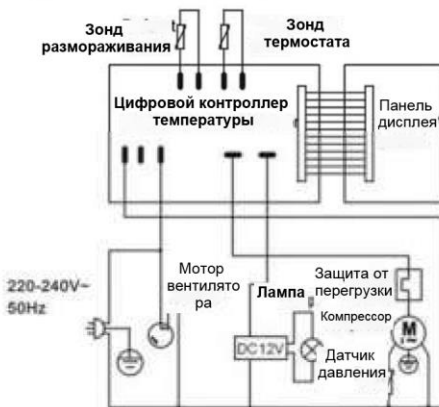 Зонд
размораживания
Зонд
термостата
t
Цифровой контроллер
температуры
Панель
дисплея"
220-240V~
50Hz
Мотор
вентилято
ра
Лампа
DC12V
Защита от
перегрузки
Компрессор
M
Датчик
давления